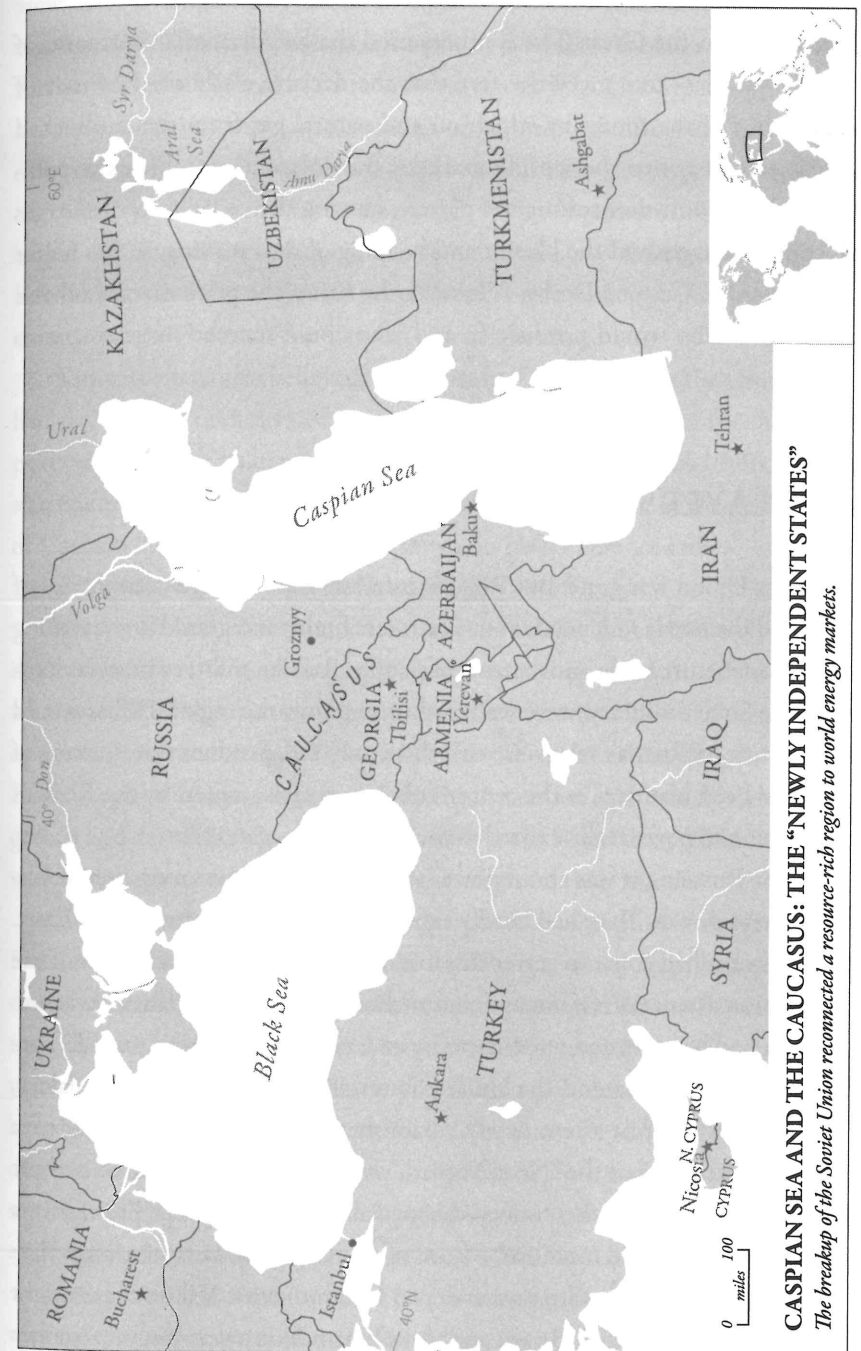 60°E
Syr Darya
Aral
Sea
KAZAKHSTAN
UZBEKISTAN
Amu Darya
TURKMENISTAN
Ashgabat
Ural
Volga
Caspian Sea
Tehran
40°
Don
RUSSIA
Groznyy
CAUCASUS
GEORGIA
Tbilisi
ARMENIA
Yerevan
AZERBAIJAN
Baku
IRAN
IRAQ
UKRAINE
Black Sea
TURKEY
Ankara
SYRIA
ROMANIA
Bucharest
Istanbul
40°N
N. CYPRUS
Nicosia
CYPRUS
0 100
miles
CASPIAN SEA AND THE CAUCASUS: THE “NEWLY INDEPENDENT STATES”
The breakup of the Soviet Union reconnected a resource-rich region to world energy markets.